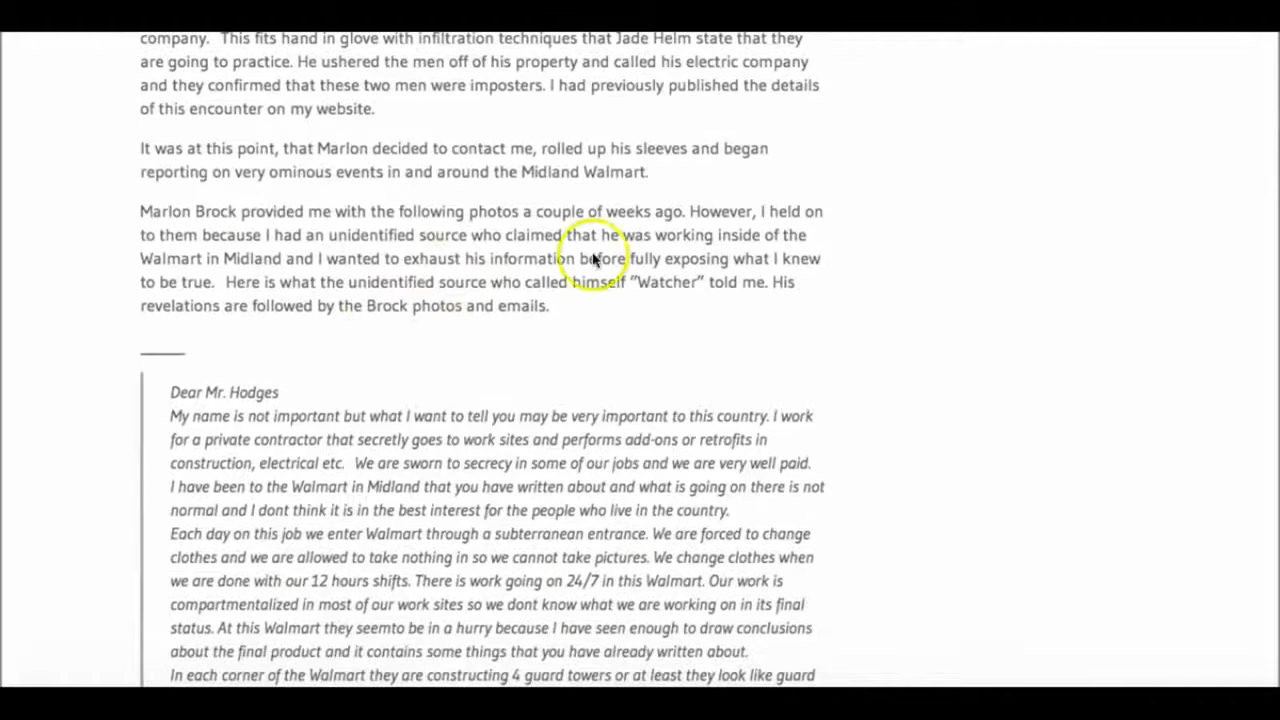 company.  This fits hand in glove with infiltration techniques that Jade Helm state that they
are going to practice. He ushered the men off of his property and called his electric company
and they confirmed that these two men were imposters. I had previously published the details
of this encounter on my website.
It was at this point, that Marlon decided to contact me, rolled up his sleeves and began
reporting on very ominous events in and around the Midland Walmart.
Marlon Brock provided me with the following photos a couple of weeks ago. However, I held on
to them because I had an unidentified source who claimed that he was working inside of the
Walmart in Midland and I wanted to exhaust his information before fully exposing what I knew
to be true.  Here is what the unidentified source who called himself "Watcher" told me. His
revelations are followed by the Brock photos and emails.
Dear Mr. Hodges
My name is not important but what I want to tell you may be very important to this country. I work
for a private contractor that secretly goes to work sites and performs add-ons or retrofits in
construction, electrical etc.  We are sworn to secrecy in some of our jobs and we are very well paid.
I have been to the Walmart in Midland that you have written about and what is going on there is not
normal and I dont think it is in the best interest for the people who live in the country.
Each day on this job we enter Walmart through a subterranean entrance. We are forced to change
clothes and we are allowed to take nothing in so we cannot take pictures. We change clothes when
we are done with our 12 hours shifts. There is work going on 24/7 in this Walmart. Our work is
compartmentalized in most of our work sites so we dont know what we are working on in its final
status. At this Walmart they seemto be in a hurry because I have seen enough to draw conclusions
about the final product and it contains some things that you have already written about.
In each corner of the Walmart they are constructing 4 guard towers or at least they look like guard